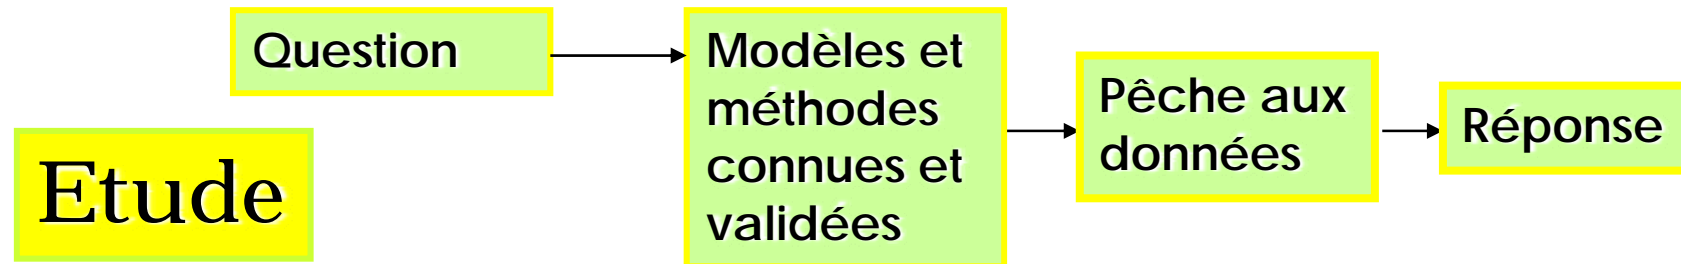 Question
Modèles et
méthodes
connues et
validées
Pêche aux
données
Réponse
Etude